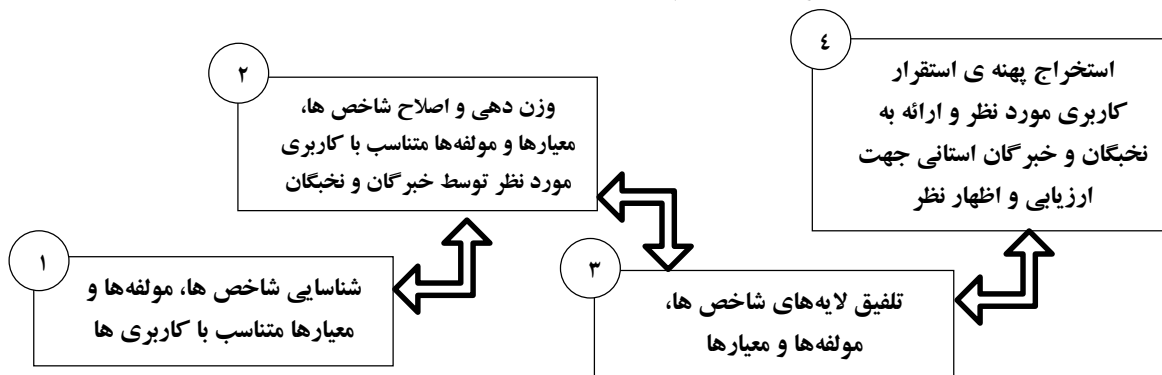 ۱
شناسایی شاخص ها، مولفه‌ها و
معیارها متناسب با کاربری ها
۲
وزن دهی و اصلاح شاخص ها،
معیارها و مولفه‌ها متناسب با کاربری
مورد نظر توسط خبرگان و نخبگان
۳
تلفیق لایه‌های شاخص ها،
مولفه‌ها و معیارها
٤
استخراج پهنه ی استقرار
کاربری مورد نظر و ارائه به
نخبگان و خبرگان استانی جهت
ارزیابی و اظهار نظر